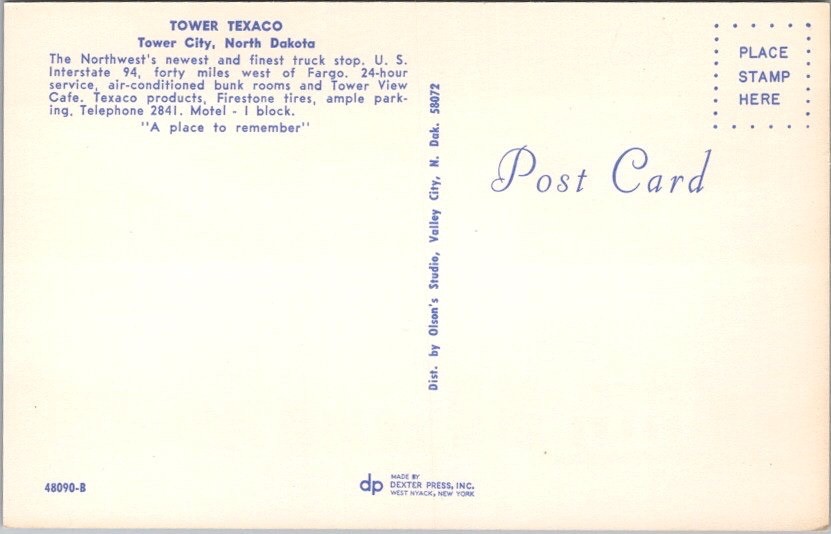 TOWER TEXACO
Tower City, North Dakota
The Northwest's newest and finest truck stop. U. S.
Interstate 94, forty miles west of Fargo. 24-hour
service, air-conditioned bunk rooms and Tower View
Cafe. Texaco products, Firestone tires, ample park-
ing. Telephone 2841. Motel - 1 block.
"A place to remember"
Dist. by Olson's Studio, Valley City, N. Dak. 58072
PLACE
STAMP
HERE
Post Card
48090-B
dp
MADE BY
DEXTER PRESS, INC.
WEST NYACK, NEW YORK